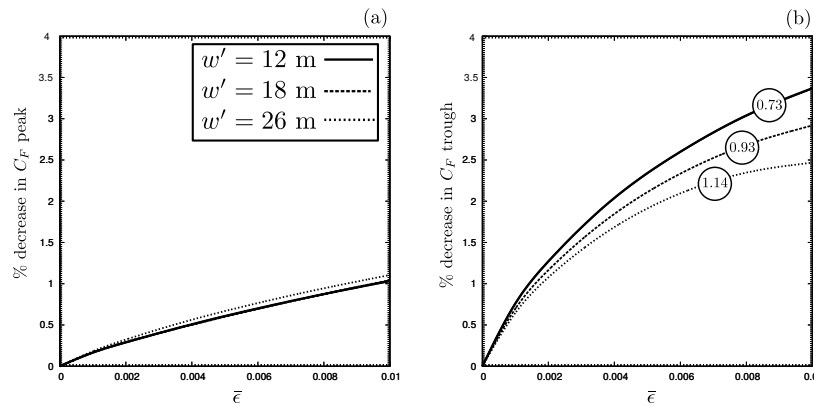 (a)
% decrease in C_F peak
4
3.5
3
2.5
2
1.5
1
0.5
0
w′ = 12 m
w′ = 18 m
w′ = 26 m
0 0.002 0.004 0.006 0.008 0.01
ϵ̄
(b)
% decrease in C_F trough
4
3.5
3
2.5
2
1.5
1
0.5
0
0.73
0.93
1.14
0 0.002 0.004 0.006 0.008 0.01
ϵ̄